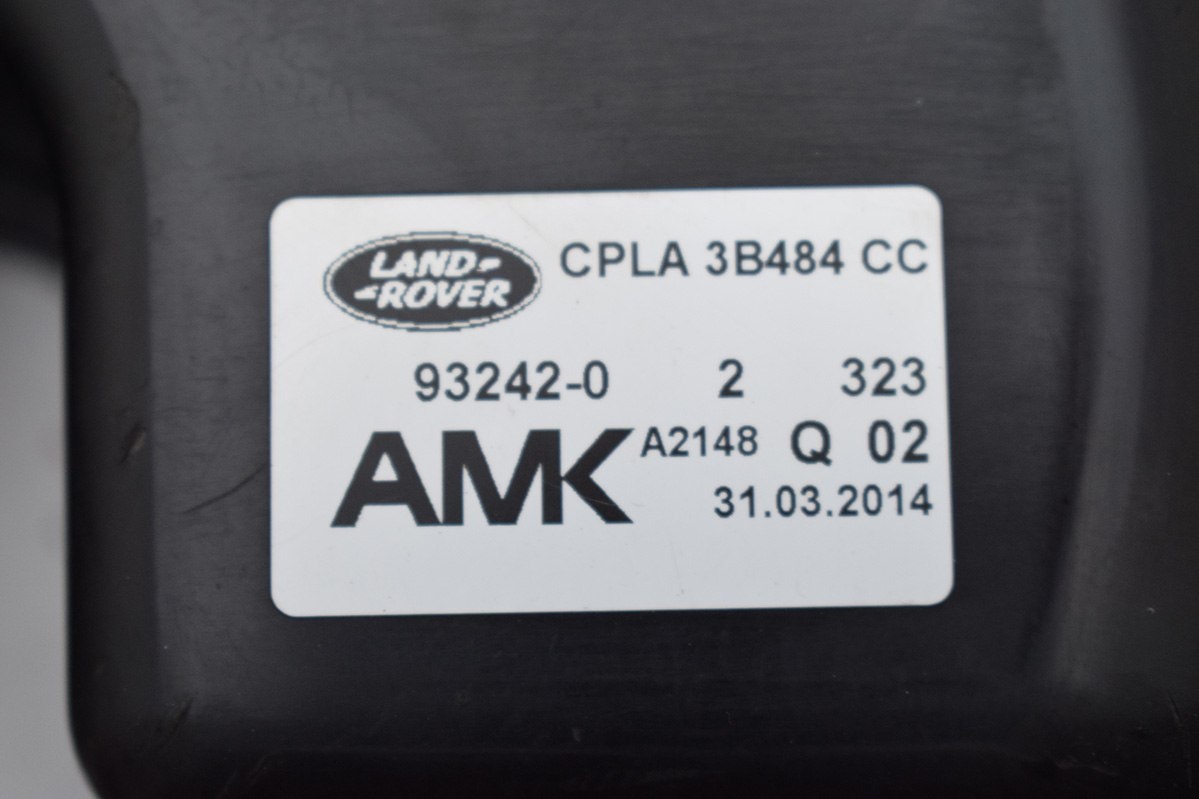 LAND-
-ROVER
CPLA 3B484 CC
93242-0 2 323
AMK A2148 Q 02
31.03.2014